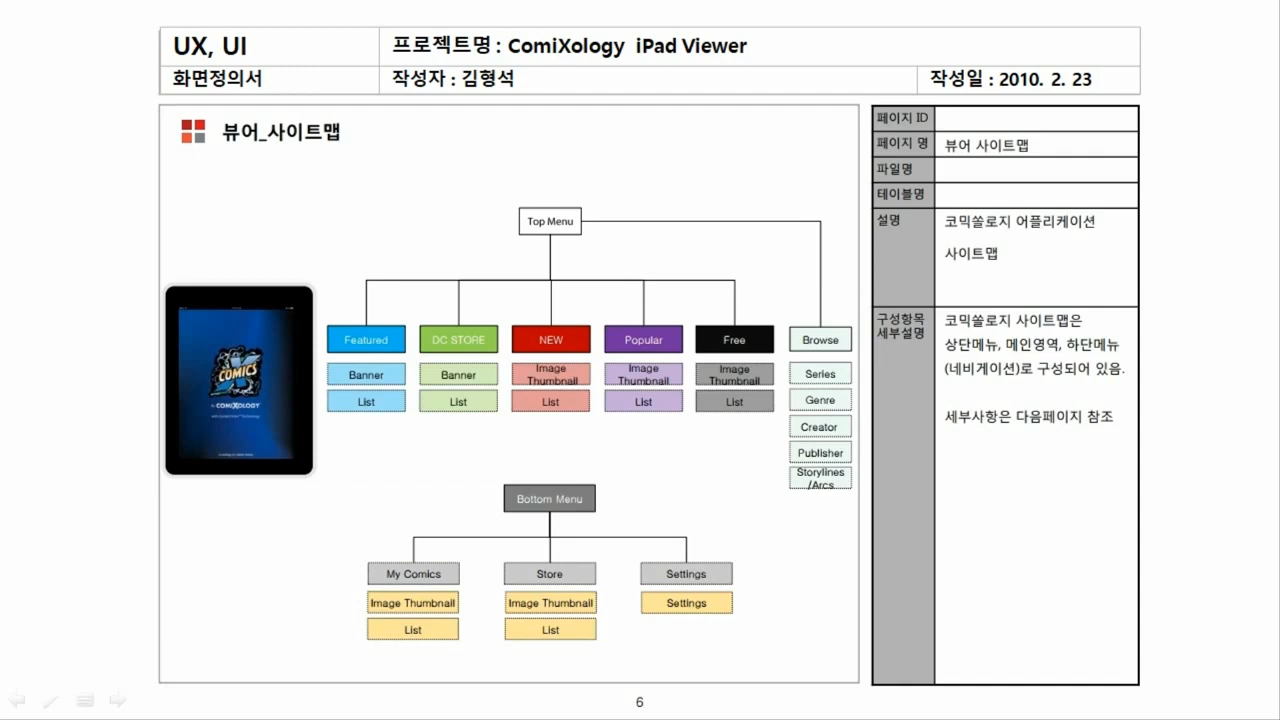 UX, UI
프로젝트명 : ComiXology iPad Viewer
화면정의서
작성자 : 김형석
작성일 : 2010. 2. 23
뷰어_사이트맵
Top Menu
Featured
DC STORE
NEW
Popular
Free
Browse
Banner
Banner
Image
Thumbnail
Image
Thumbnail
Image
Thumbnail
Series
List
List
List
List
List
Genre
Creator
Publisher
Storylines
/Arcs
COMICS
by COMIXOLOGY
Bottom Menu
My Comics
Store
Settings
Image Thumbnail
Image Thumbnail
Settings
List
List
페이지 ID
페이지 명
뷰어 사이트맵
파일명
테이블명
설명
코믹쏠로지 어플리케이션
사이트맵
구성항목
세부설명
코믹쏠로지 사이트맵은
상단메뉴, 메인영역, 하단메뉴
(네비게이션)로 구성되어 있음.
세부사항은 다음페이지 참조
6